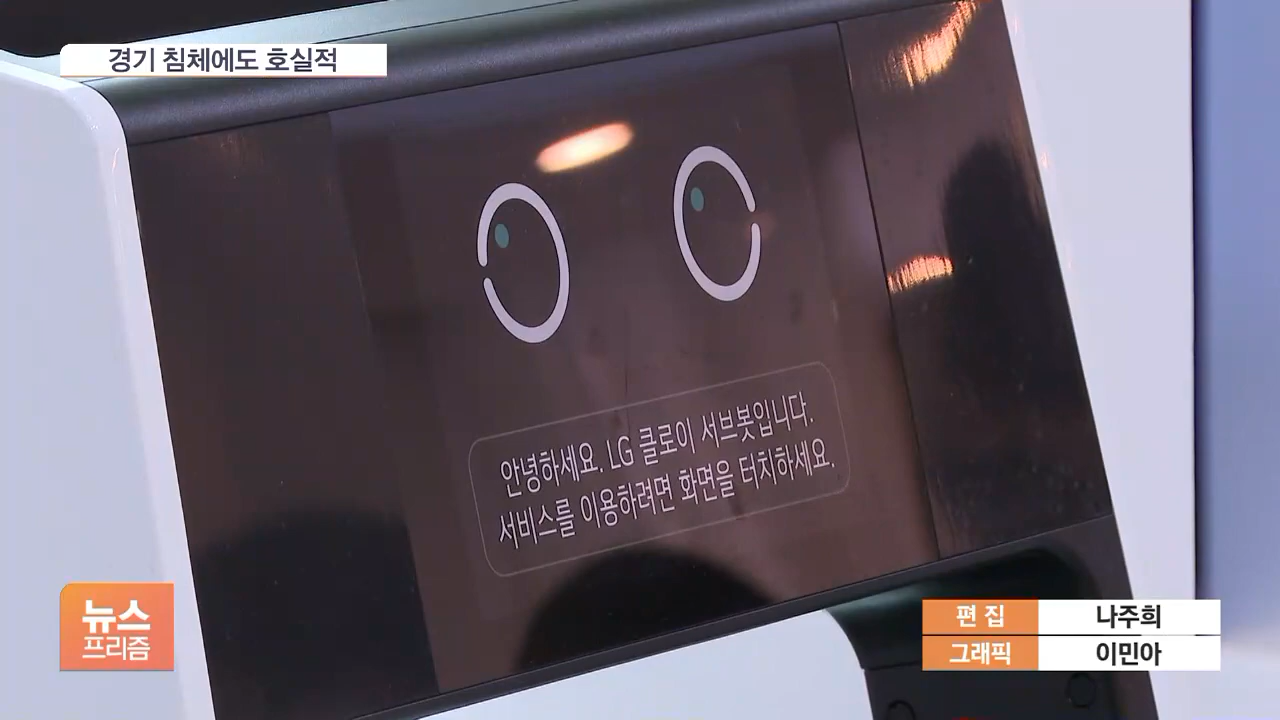 경기 침체에도 호실적
안녕하세요. LG 클로이 서브봇입니다.
서비스를 이용하려면 화면을 터치하세요.
뉴스
프리즘
편집 나주희
그래픽 이민아